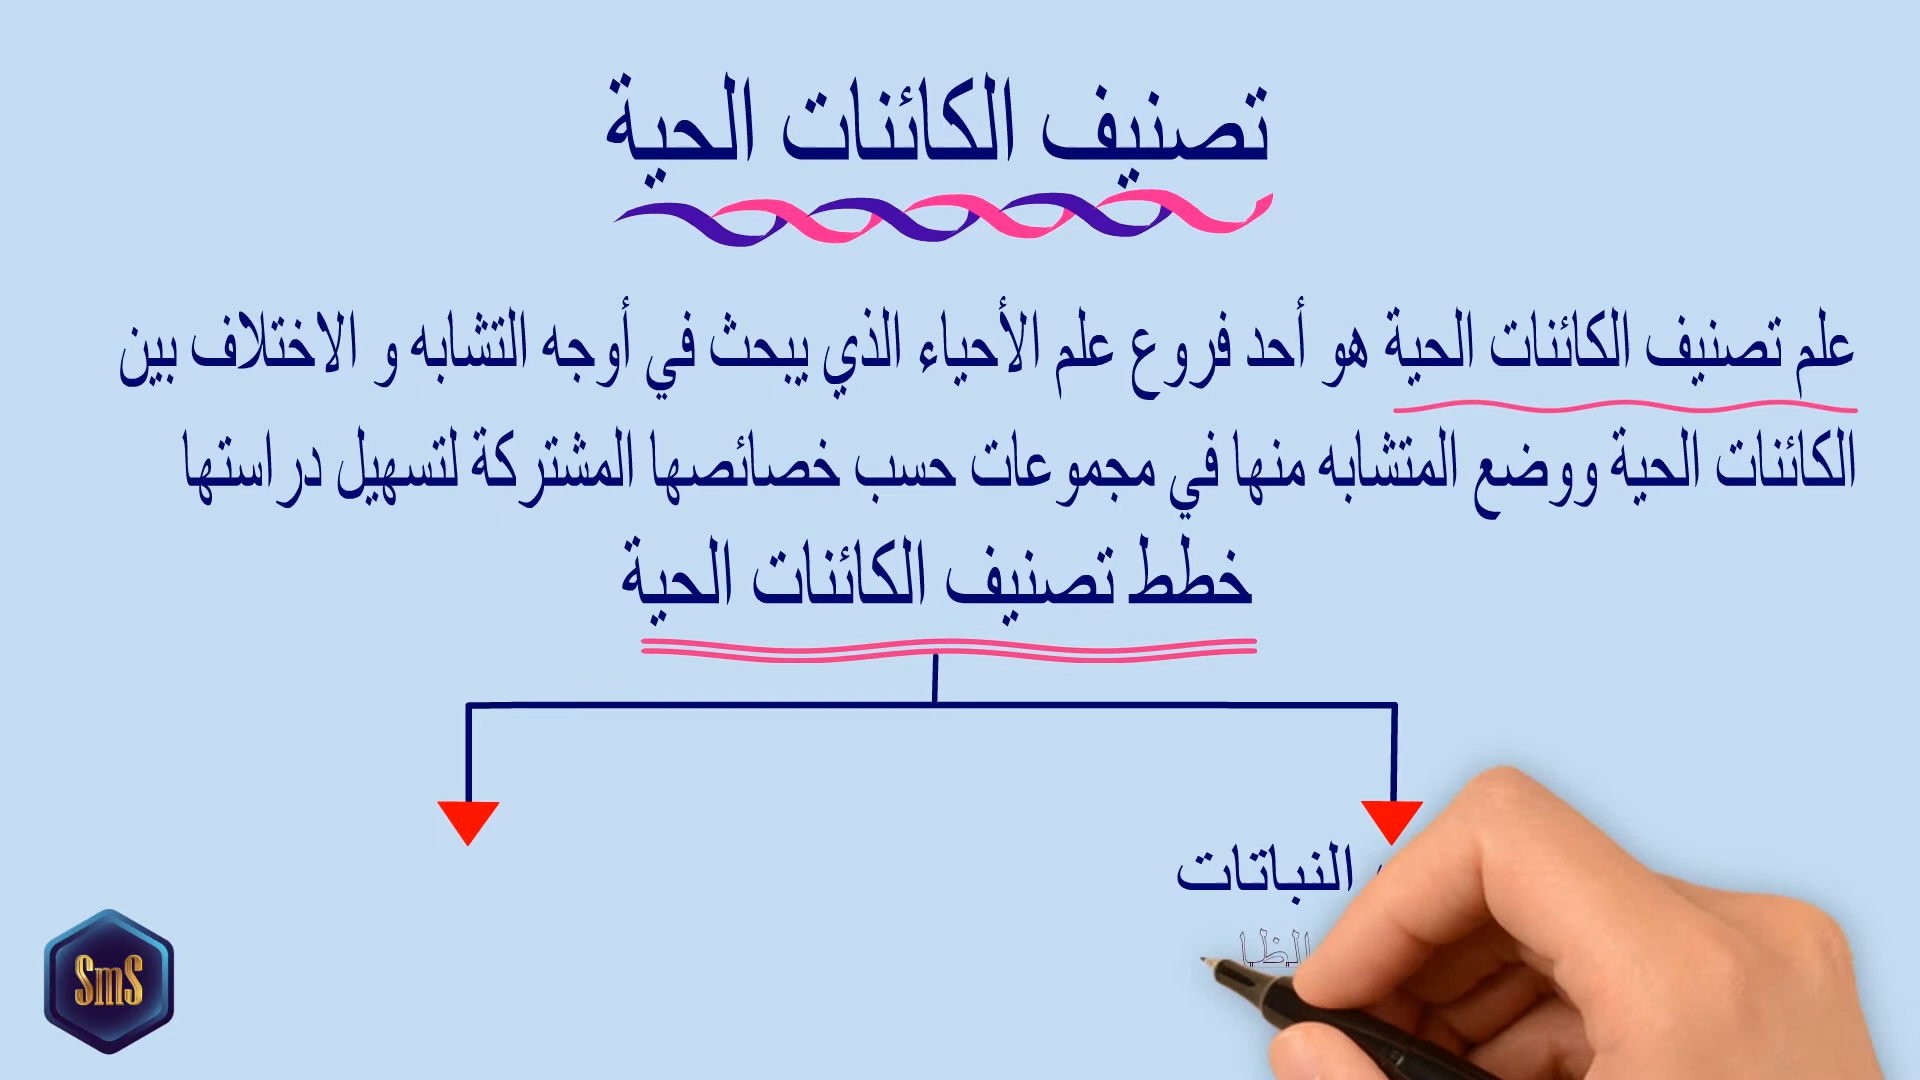 تصنيف الكائنات الحية
علم تصنيف الكائنات الحية هو أحد فروع علم الأحياء الذي يبحث في أوجه التشابه و الاختلاف بين
الكائنات الحية ووضع المتشابه منها في مجموعات حسب خصائصها المشتركة لتسهيل دراستها
خطط تصنيف الكائنات الحية
النباتات
SmS